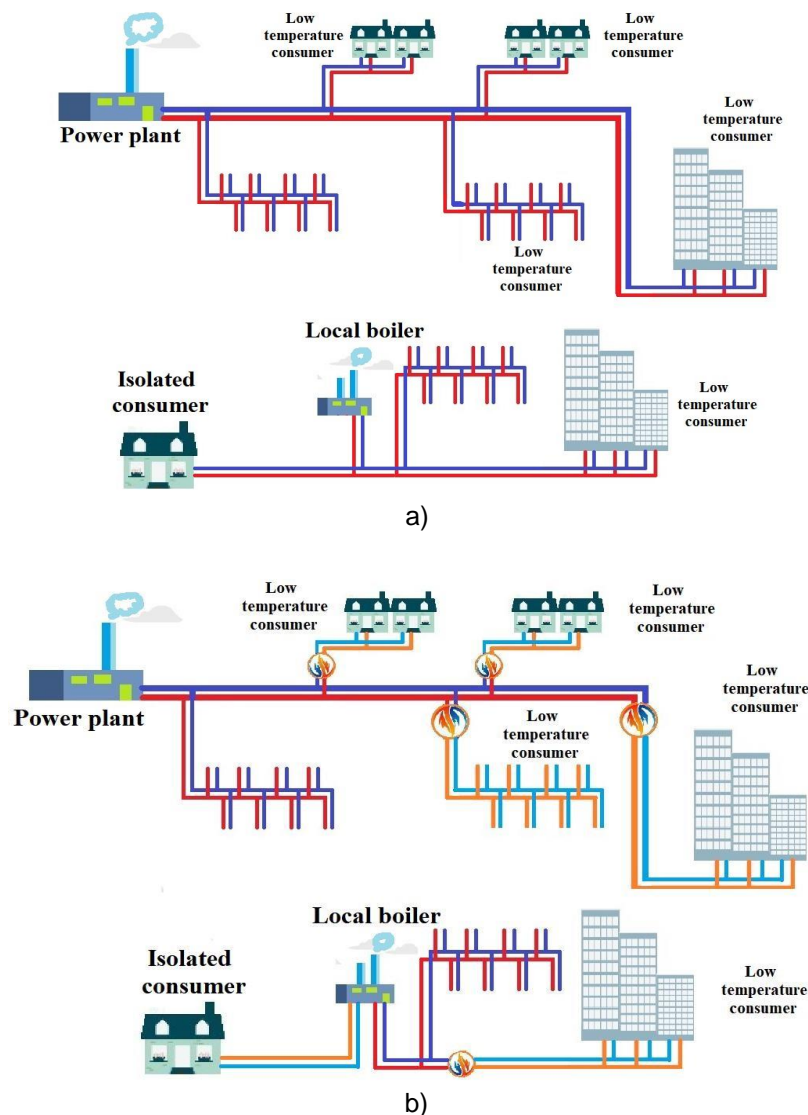 Low
temperature
consumer
Low
temperature
consumer
Low
temperature
consumer
Power plant
Low
temperature
consumer
Local boiler
Isolated
consumer
Low
temperature
consumer
a)
Low
temperature
consumer
Low
temperature
consumer
Low
temperature
consumer
Power plant
Low
temperature
consumer
Local boiler
Isolated
consumer
Low
temperature
consumer
b)